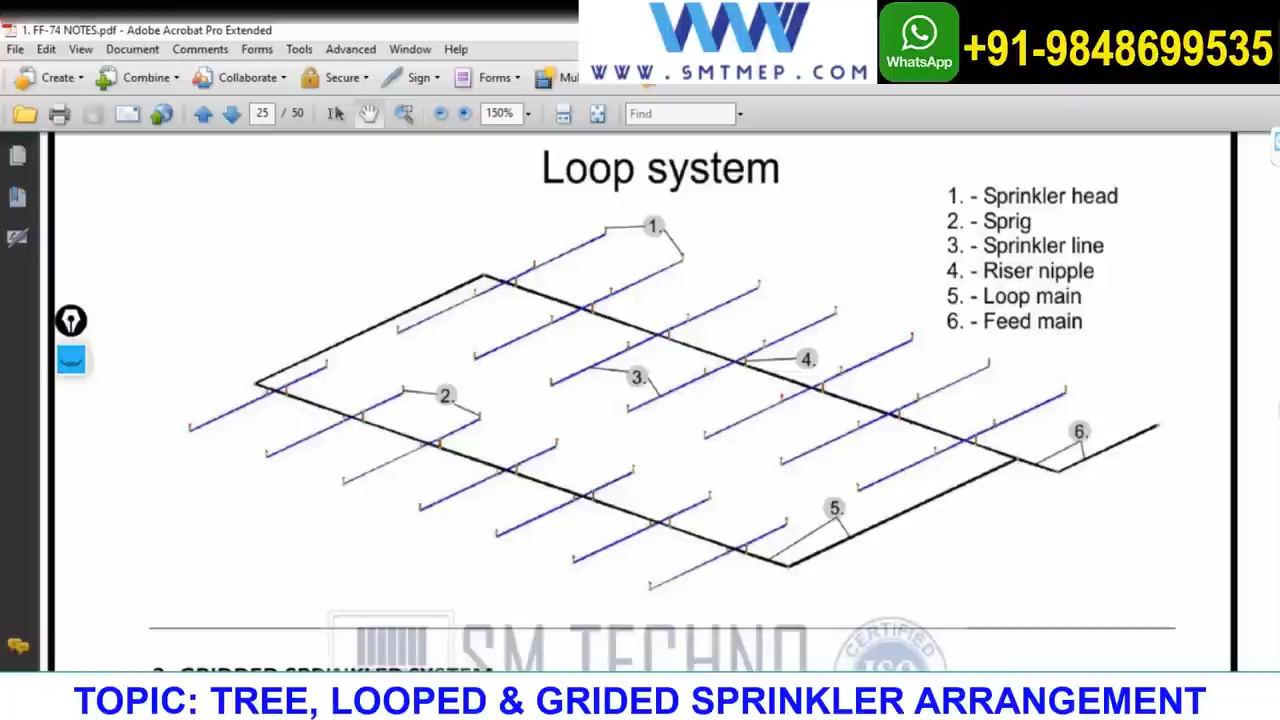 1. FF-74 NOTES.pdf - Adobe Acrobat Pro Extended
File Edit View Document Comments Forms Tools Advanced Window Help
Create Combine Collaborate Secure Sign Forms Mul
25 / 50 150% Find
WWW.SMTMEP.COM
WhatsApp
+91-9848699535
Loop system
1. - Sprinkler head
2. - Sprig
3. - Sprinkler line
4. - Riser nipple
5. - Loop main
6. - Feed main
1.
4.
3.
2.
6.
5.
SM TECHNO
CERTIFIED
ISO
TOPIC: TREE, LOOPED & GRIDED SPRINKLER ARRANGEMENT